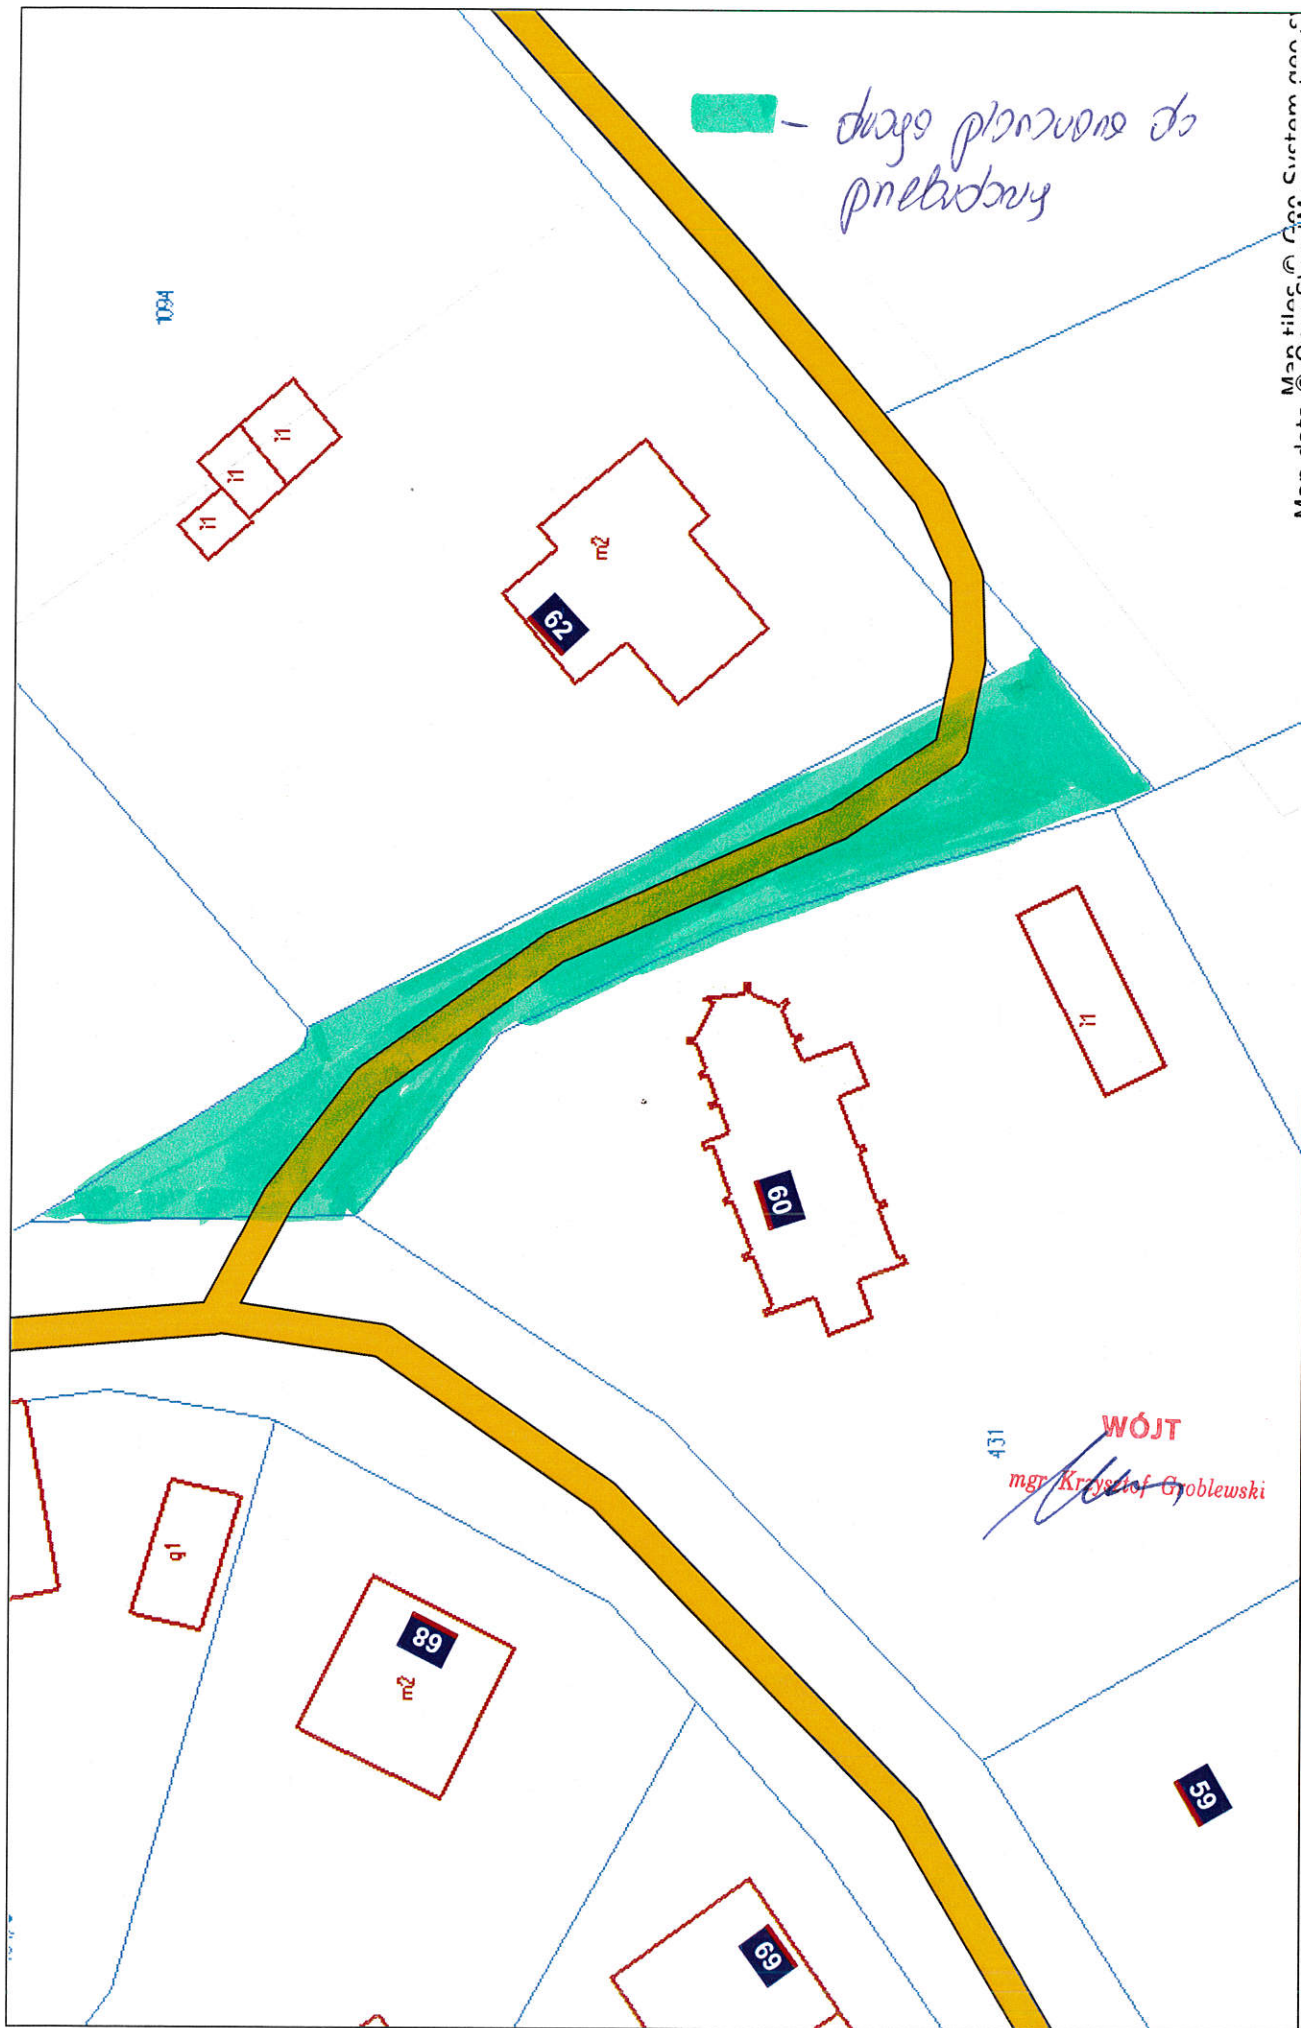 – droga planowana do
przebudowy
1094
i1
i1
i1
m2
62
60
i1
431
WÓJT
mgr Krzysztof Groblewski
g1
m2
68
59
69
Map tiles © Geo-System